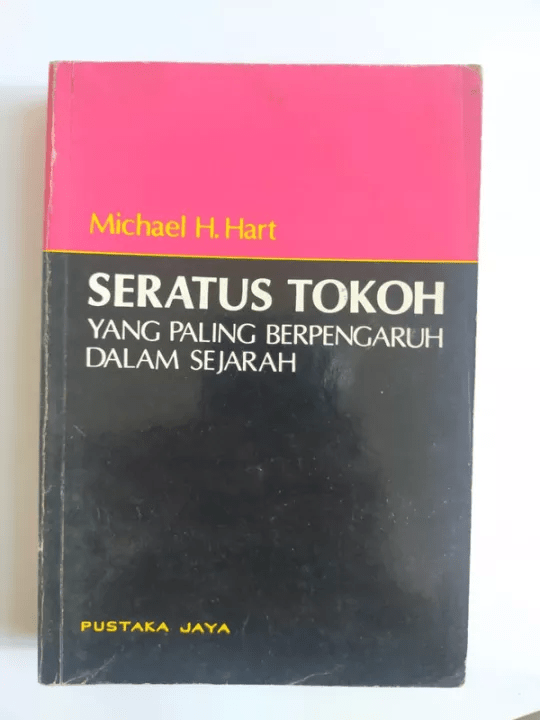 Michael H. Hart
SERATUS TOKOH
YANG PALING BERPENGARUH
DALAM SEJARAH
PUSTAKA JAYA